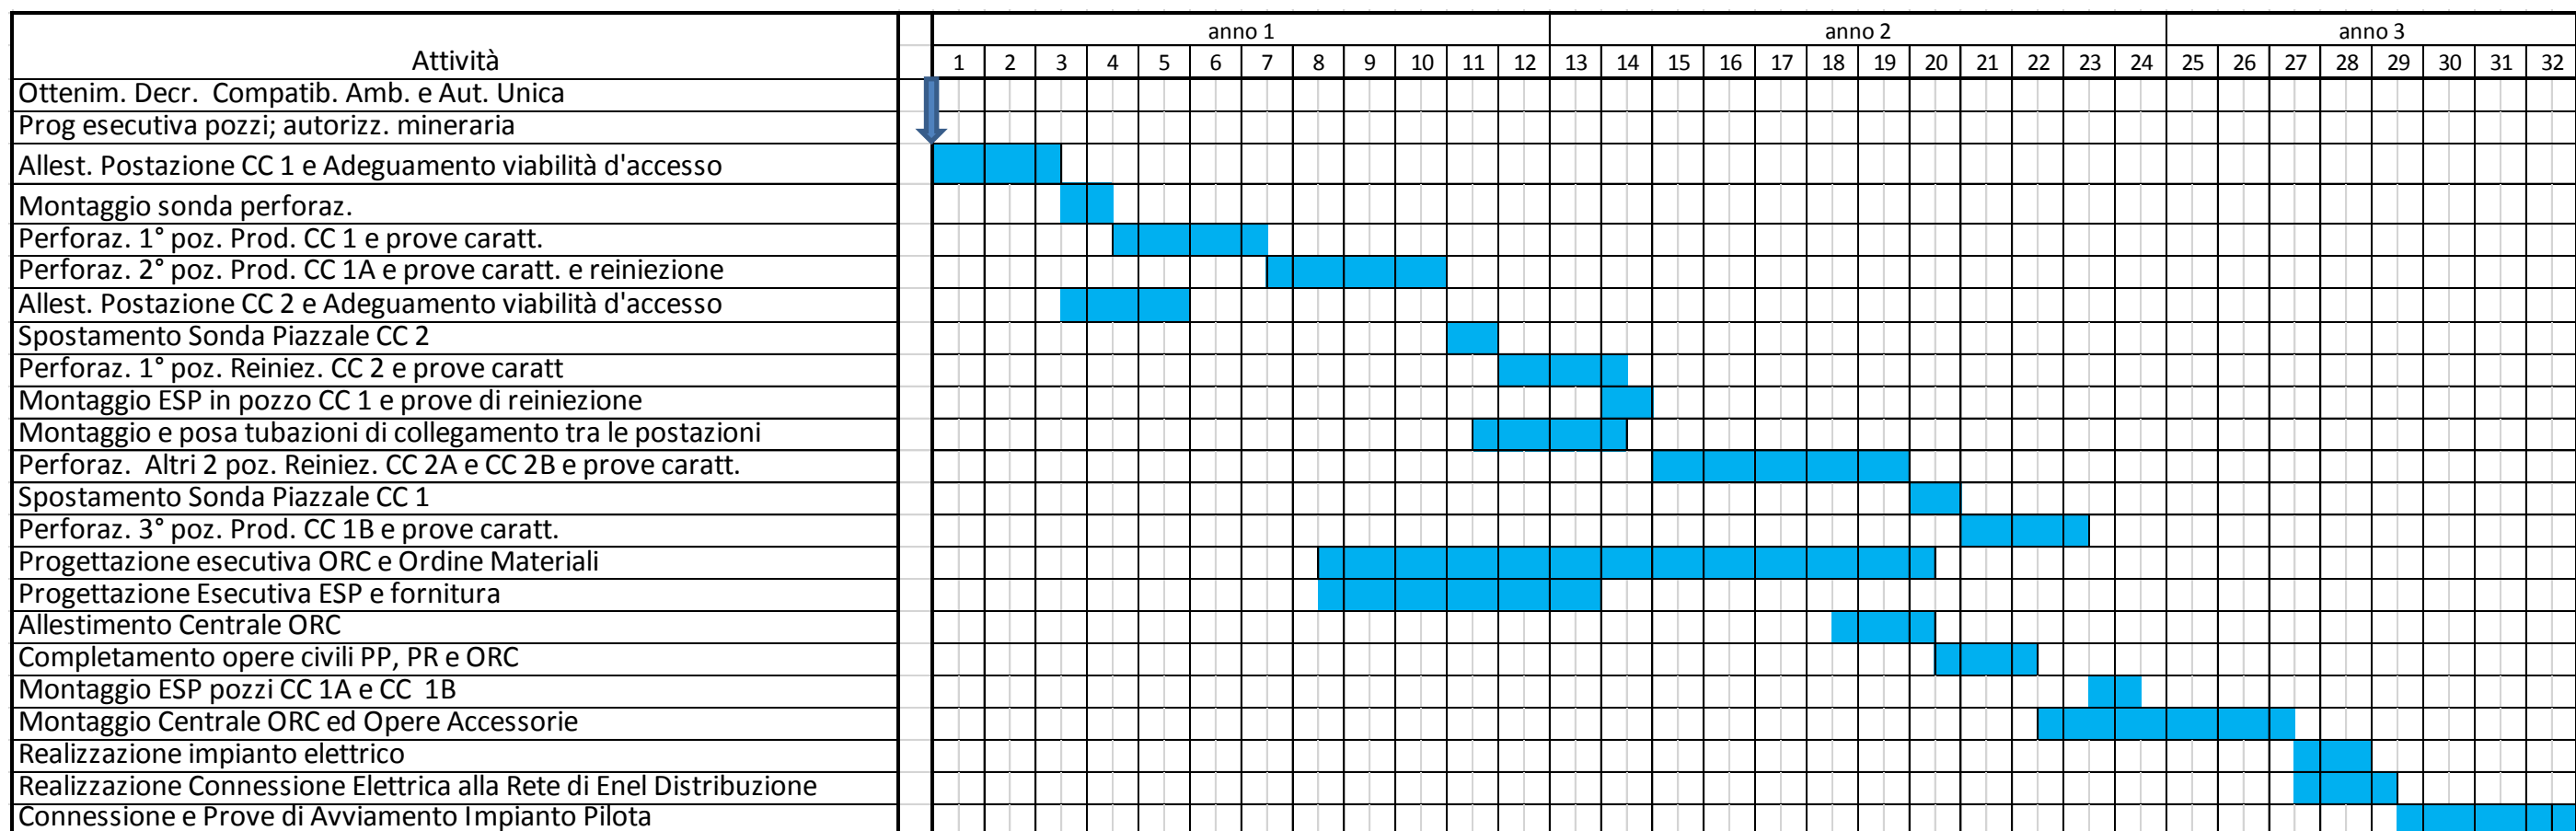 anno 1 anno 2 anno 3
Attività 1 2 3 4 5 6 7 8 9 10 11 12 13 14 15 16 17 18 19 20 21 22 23 24 25 26 27 28 29 30 31 32
Ottenim. Decr. Compatib. Amb. e Aut. Unica
Prog esecutiva pozzi; autorizz. mineraria
Allest. Postazione CC 1 e Adeguamento viabilità d'accesso
Montaggio sonda perforaz.
Perforaz. 1° poz. Prod. CC 1 e prove caratt.
Perforaz. 2° poz. Prod. CC 1A e prove caratt. e reiniezione
Allest. Postazione CC 2 e Adeguamento viabilità d'accesso
Spostamento Sonda Piazzale CC 2
Perforaz. 1° poz. Reiniez. CC 2 e prove caratt
Montaggio ESP in pozzo CC 1 e prove di reiniezione
Montaggio e posa tubazioni di collegamento tra le postazioni
Perforaz. Altri 2 poz. Reiniez. CC 2A e CC 2B e prove caratt.
Spostamento Sonda Piazzale CC 1
Perforaz. 3° poz. Prod. CC 1B e prove caratt.
Progettazione esecutiva ORC e Ordine Materiali
Progettazione Esecutiva ESP e fornitura
Allestimento Centrale ORC
Completamento opere civili PP, PR e ORC
Montaggio ESP pozzi CC 1A e CC 1B
Montaggio Centrale ORC ed Opere Accessorie
Realizzazione impianto elettrico
Realizzazione Connessione Elettrica alla Rete di Enel Distribuzione
Connessione e Prove di Avviamento Impianto Pilota